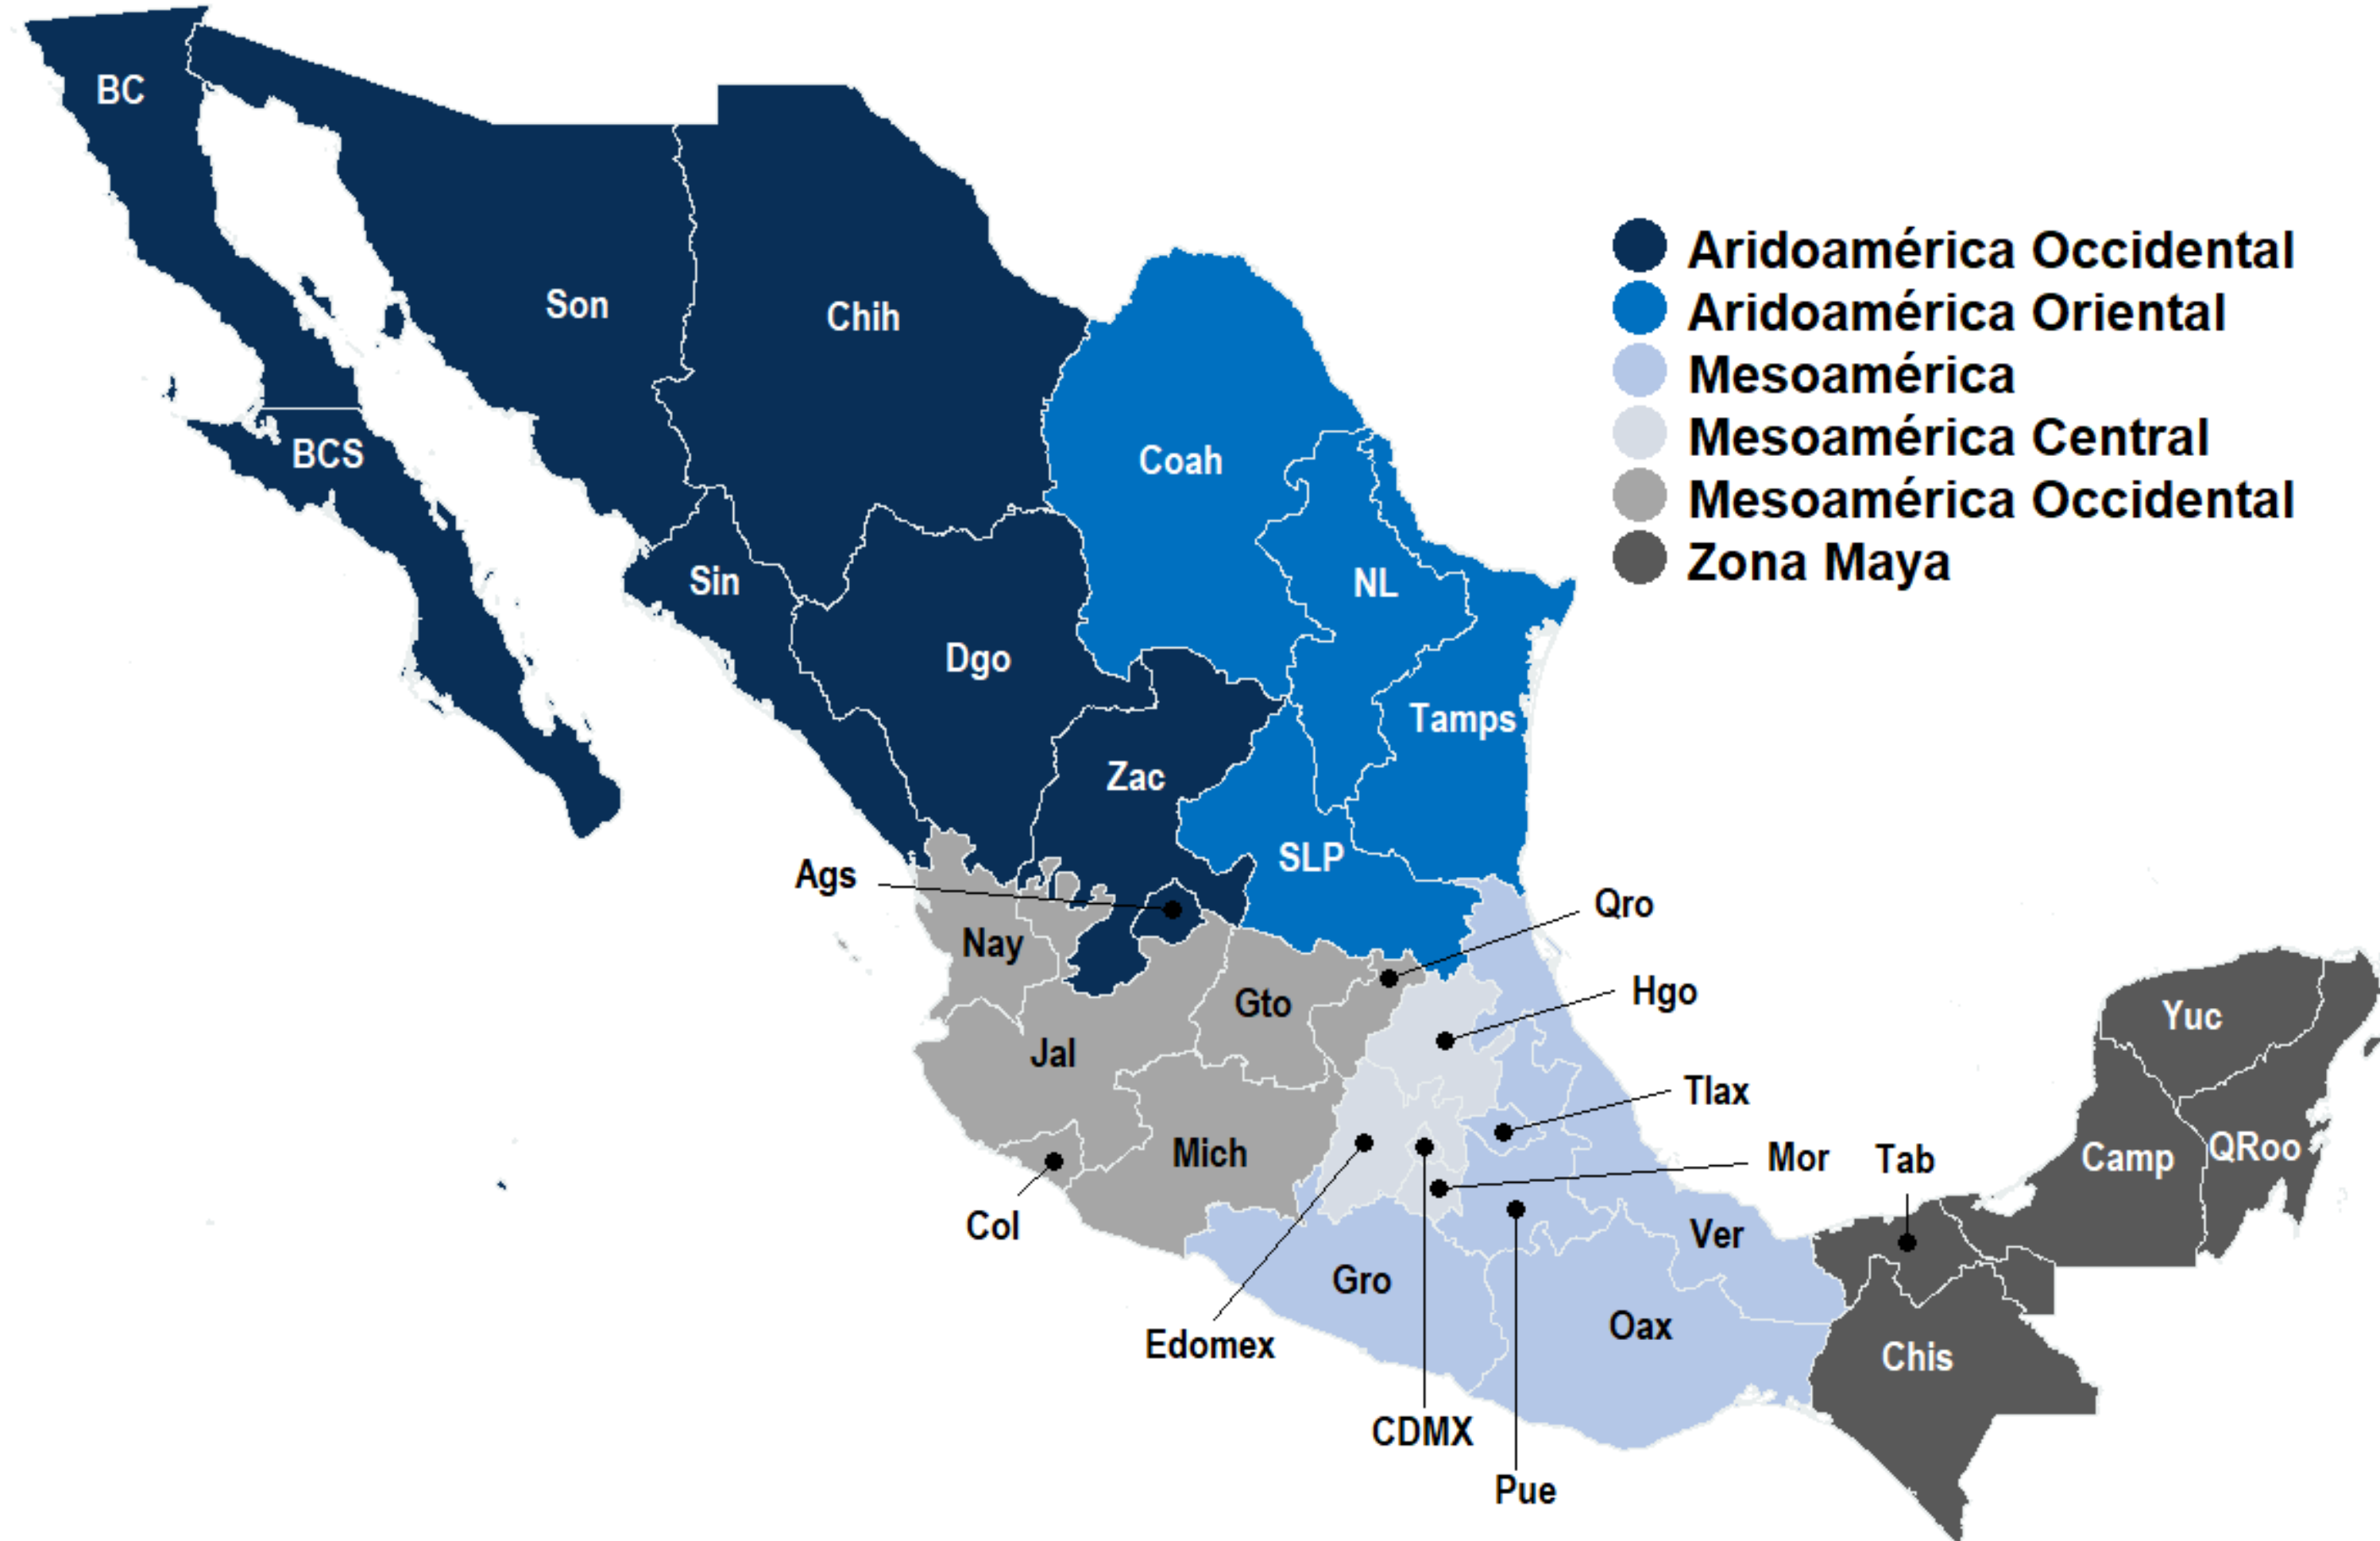 BC
Son
Chih
BCS
Coah
Sin
NL
Dgo
Tamps
Zac
SLP
Ags
Nay
Gto
Jal
Mich
Col
Qro
Hgo
Tlax
Mor
Tab
Ver
Gro
Oax
Edomex
CDMX
Pue
Yuc
Camp
QRoo
Chis
Aridoamérica Occidental
Aridoamérica Oriental
Mesoamérica
Mesoamérica Central
Mesoamérica Occidental
Zona Maya